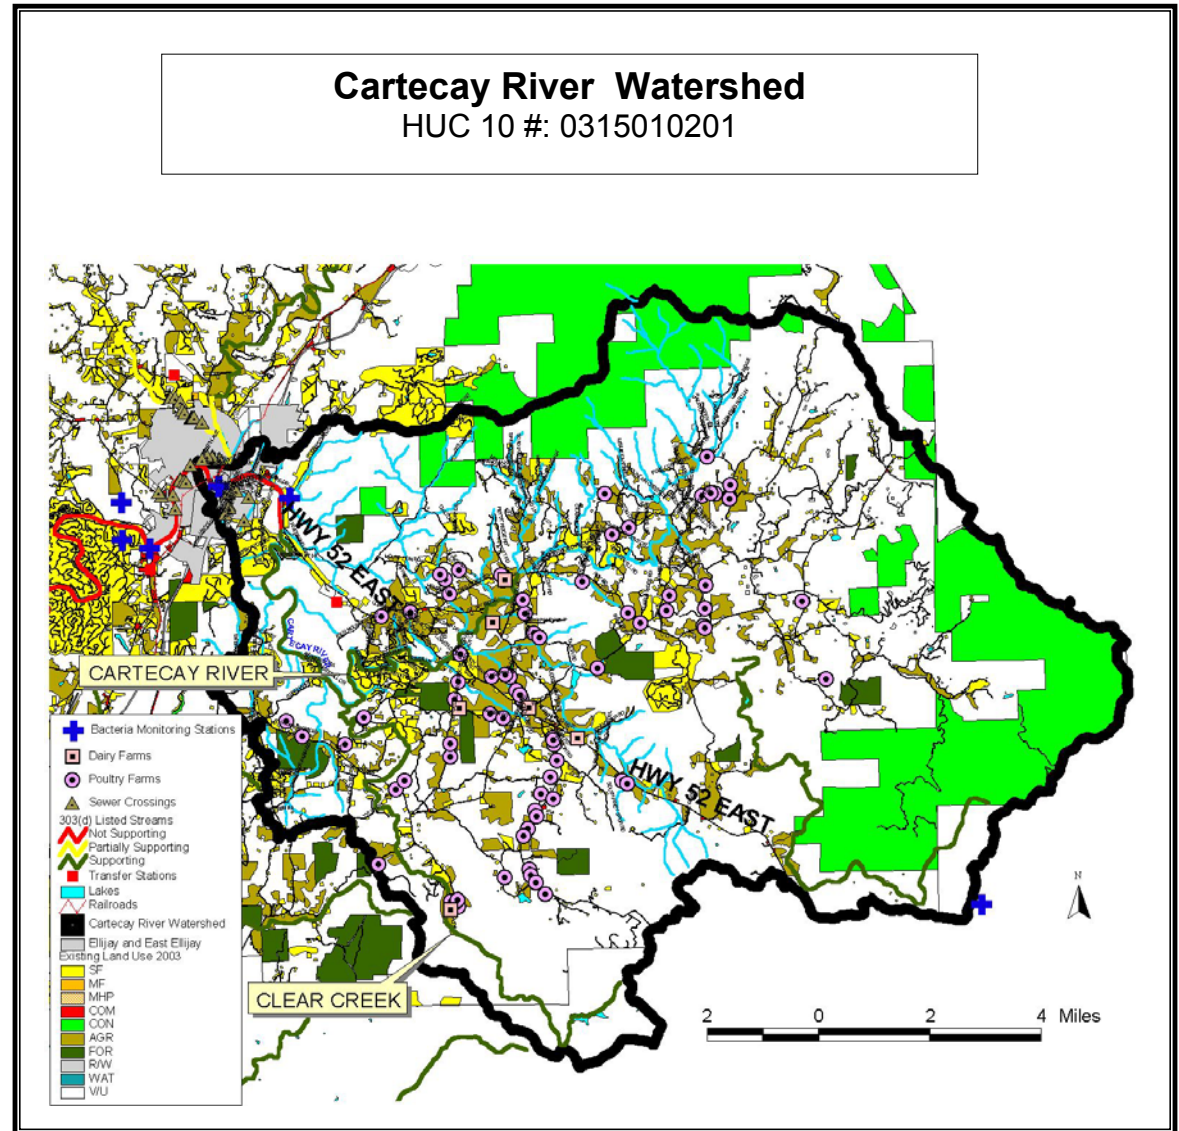 Cartecay River  Watershed
HUC 10 #: 0315010201
HWY 52 EAST
CARTECAY RIVER
CARTECAY RIVER
HWY 52 EAST
CLEAR CREEK
Bacteria Monitoring Stations
Dairy Farms
Poultry Farms
Sewer Crossings
303(d) Listed Streams
Not Supporting
Partially Supporting
Supporting
Transfer Stations
Lakes
Railroads
Cartecay River Watershed
Ellijay and East Ellijay
Existing Land Use 2003
SF
MF
MHP
COM
CON
AGR
FOR
R/W
WAT
V/U
N
2 0 2 4 Miles